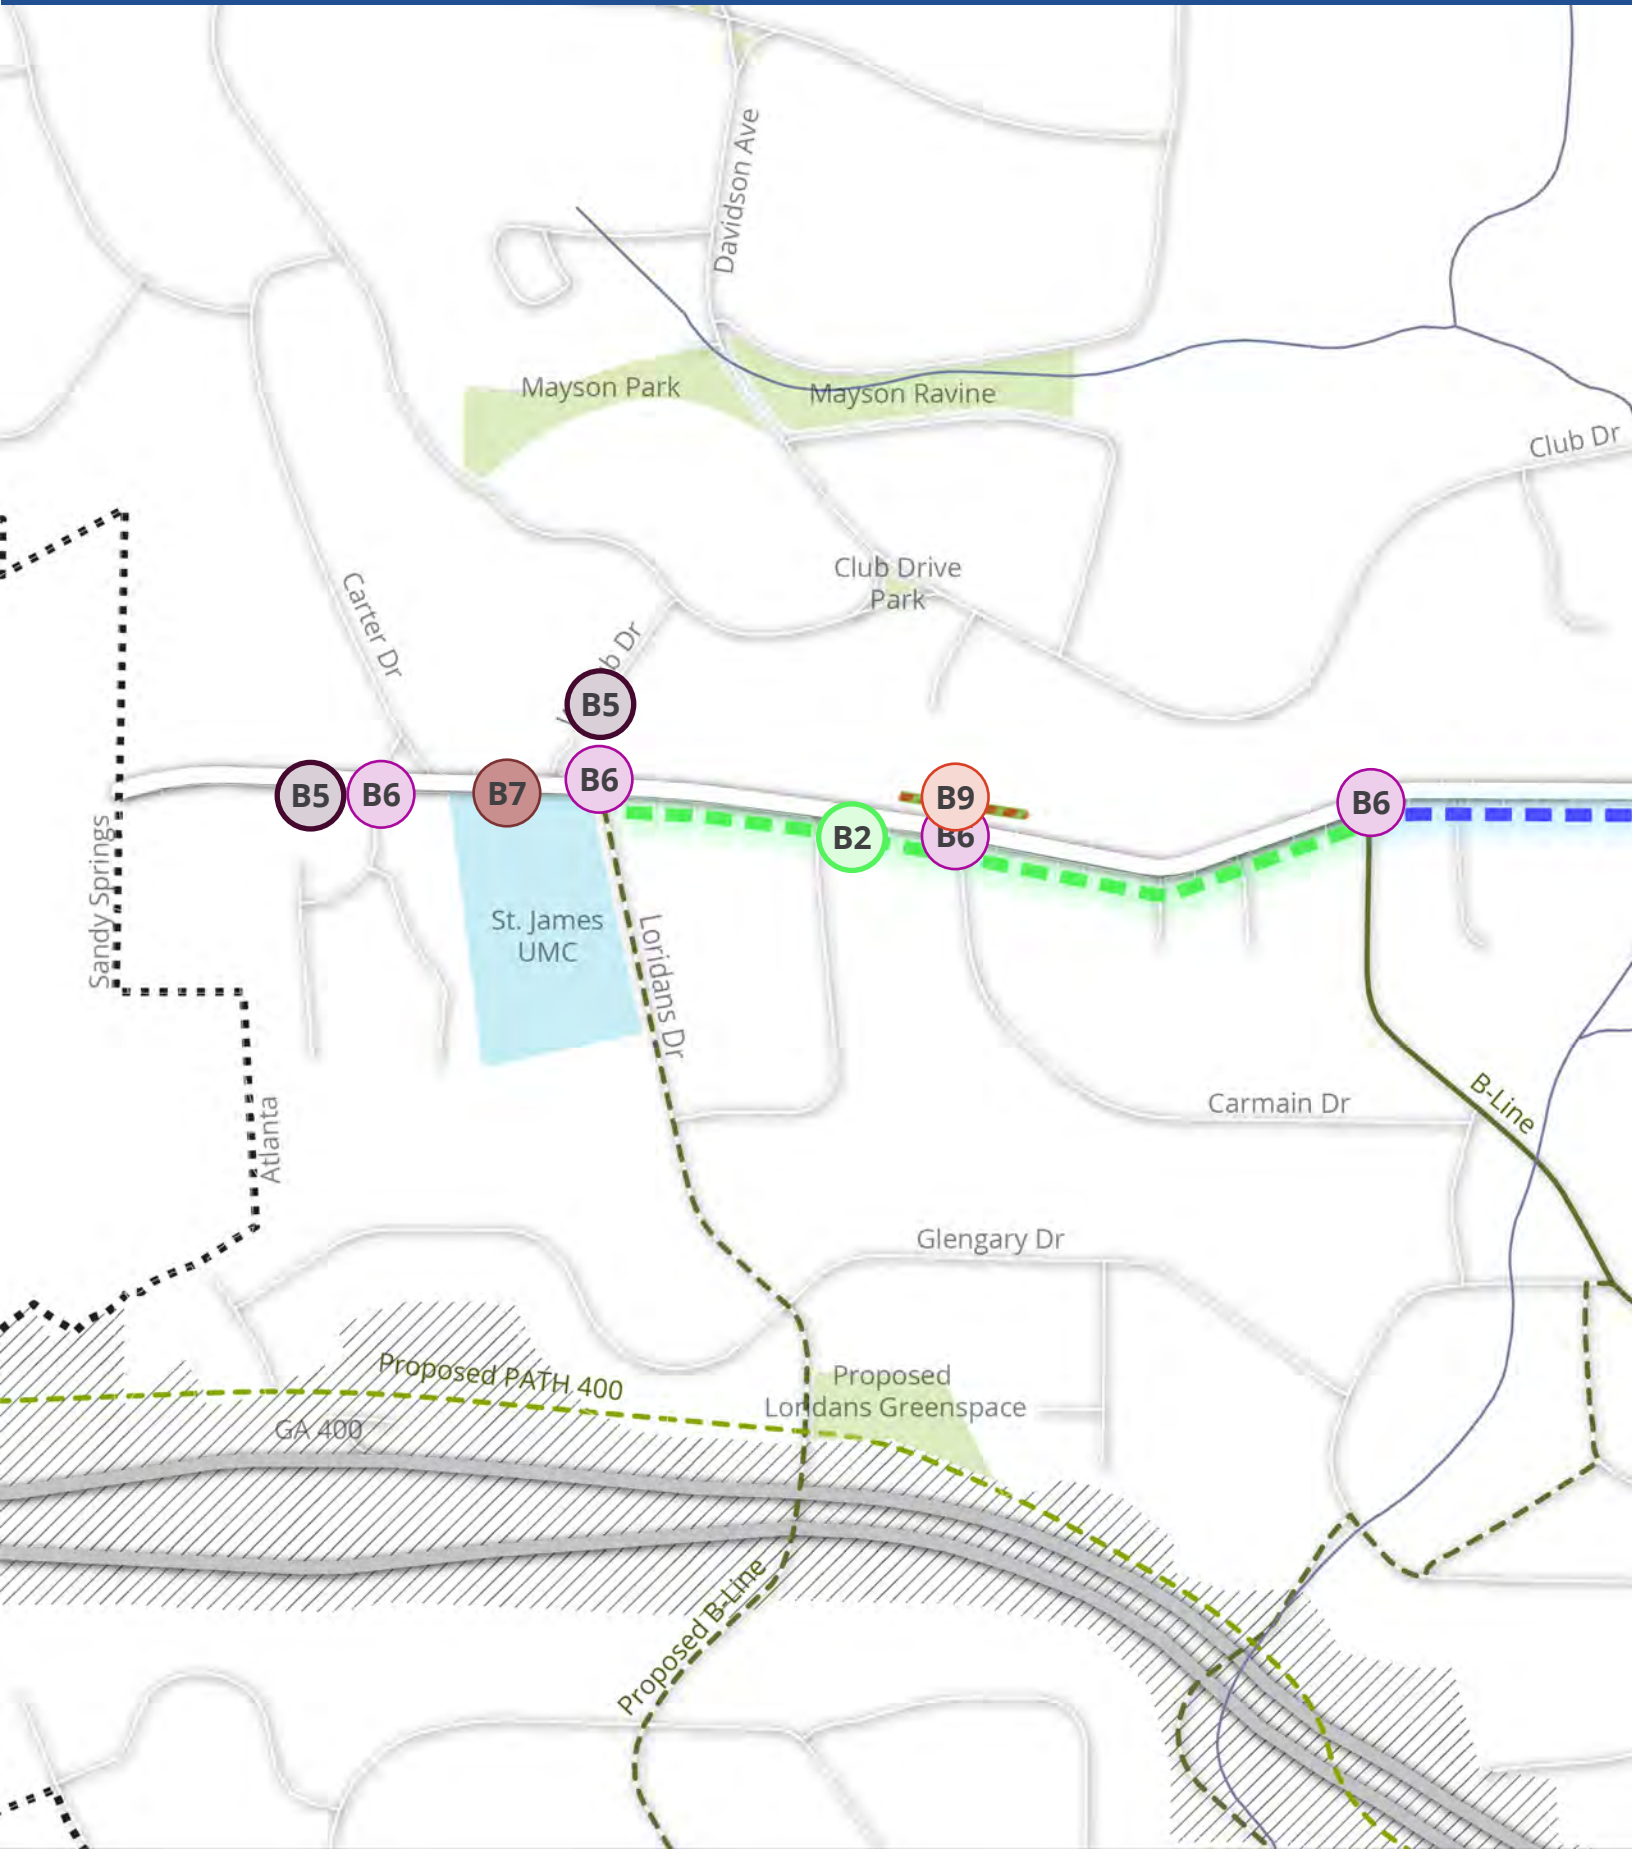 Davidson Ave
Mayson Park
Mayson Ravine
Club Dr
Club Drive
Park
Carter Dr
b Dr
B5
B5
B6
B7
B6
B2
B9
B6
B6
Sandy Springs
St. James
UMC
Loridans Dr
Atlanta
Carmain Dr
B-Line
Glengary Dr
Proposed PATH 400
GA 400
Proposed
Loridans Greenspace
Proposed B-Line